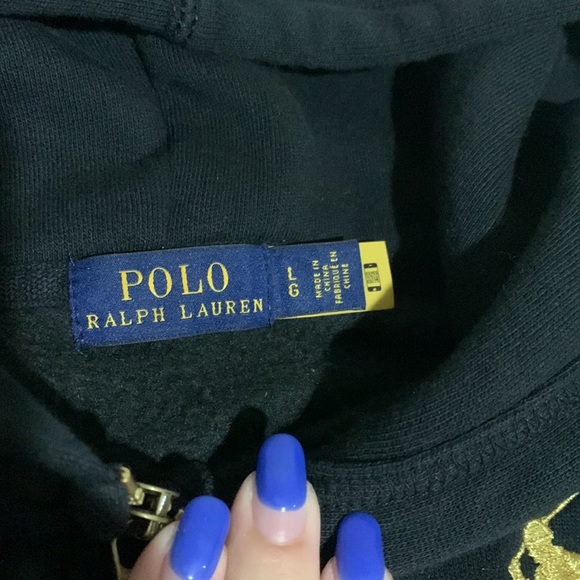 POLO
RALPH LAUREN
L
G
MADE IN
CHINA
FABRIQUÉ EN
CHINE